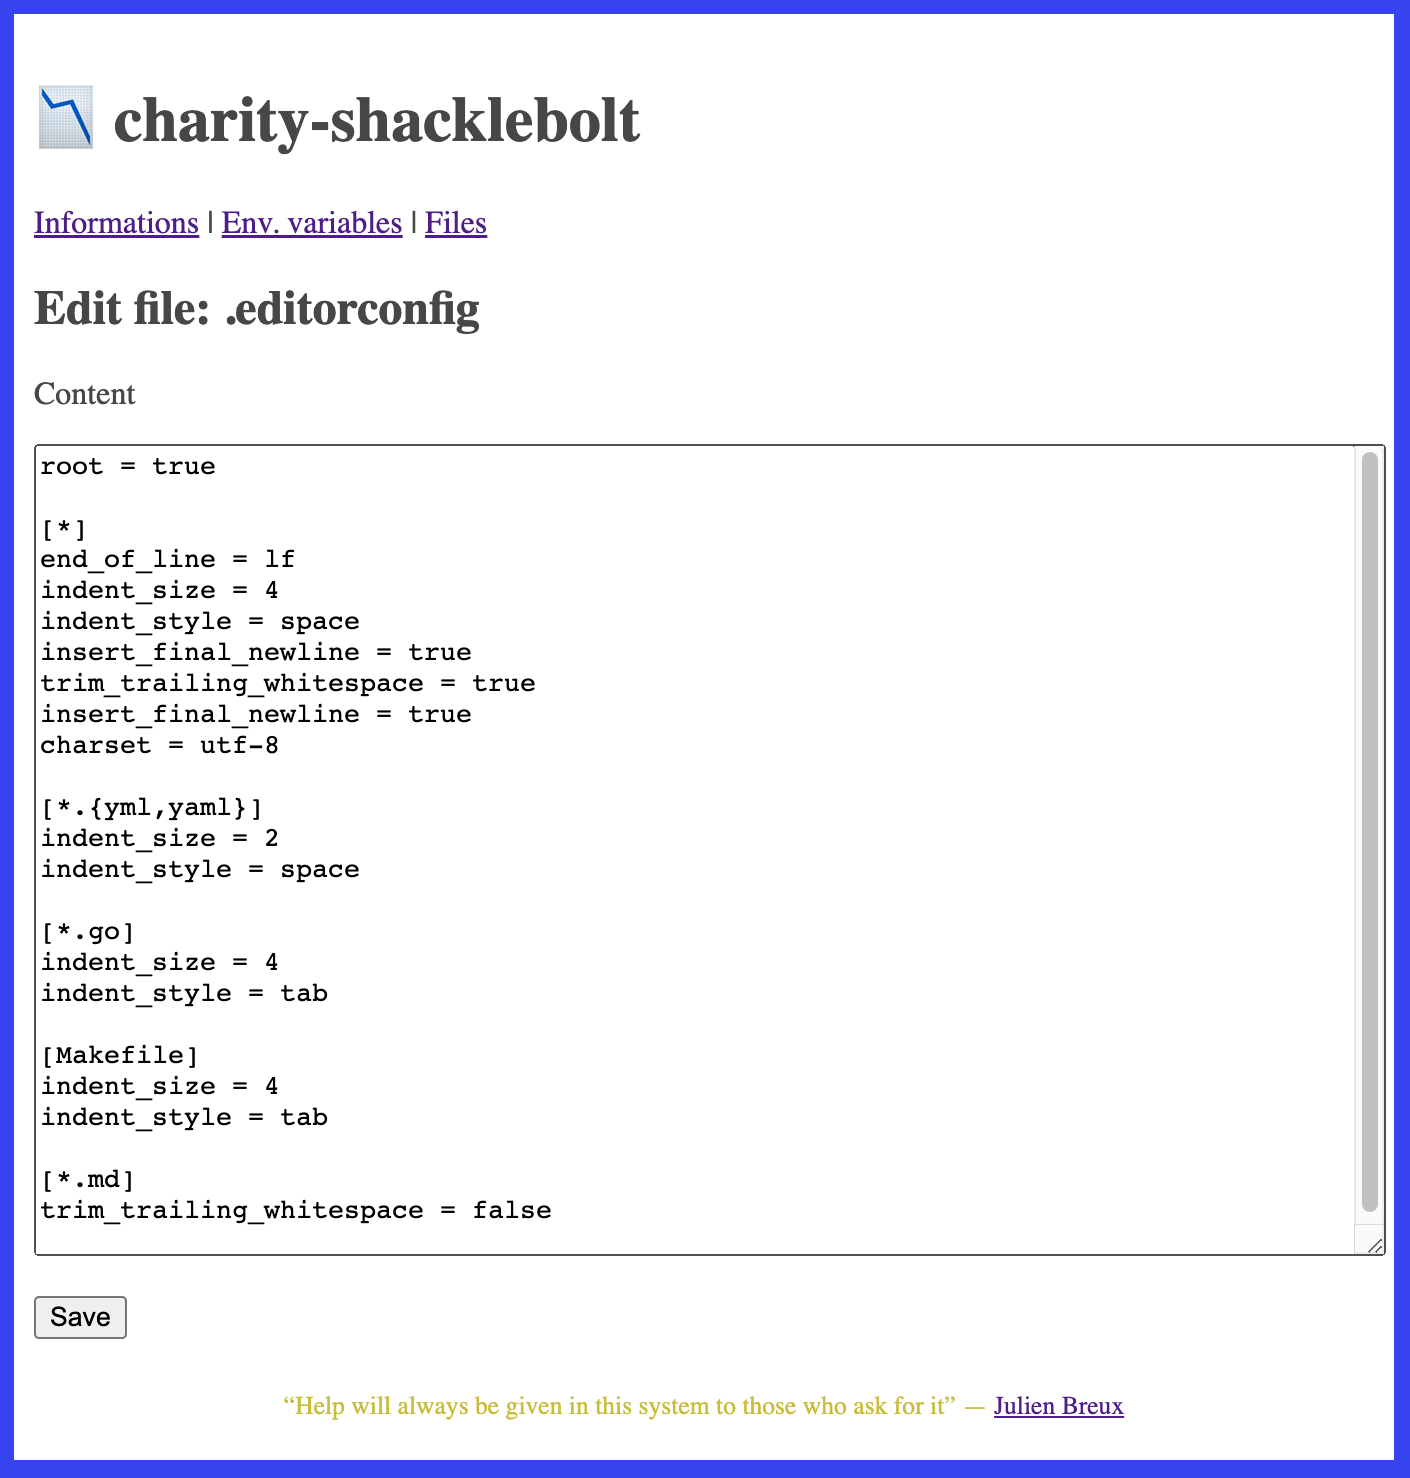 charity-shacklebolt
Informations | Env. variables | Files
Edit file: .editorconfig
Content
root = true
[*]
end_of_line = lf
indent_size = 4
indent_style = space
insert_final_newline = true
trim_trailing_whitespace = true
insert_final_newline = true
charset = utf-8
[*.{yml,yaml}]
indent_size = 2
indent_style = space
[*.go]
indent_size = 4
indent_style = tab
[Makefile]
indent_size = 4
indent_style = tab
[*.md]
trim_trailing_whitespace = false
Save
“Help will always be given in this system to those who ask for it” — Julien Breux